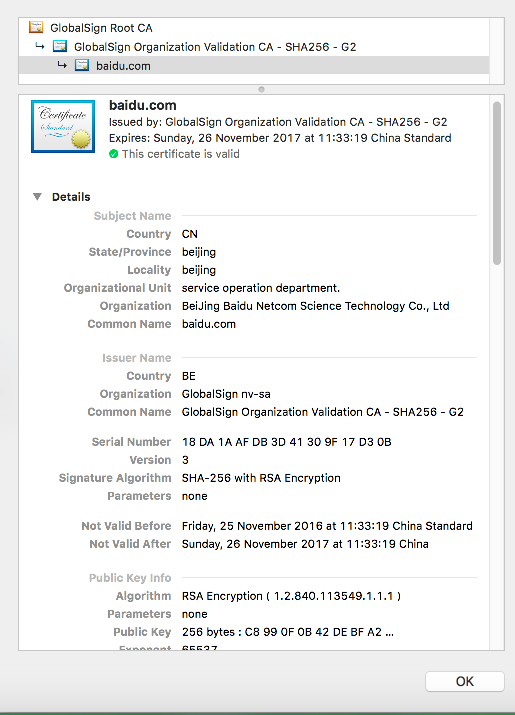 GlobalSign Root CA
↳ GlobalSign Organization Validation CA - SHA256 - G2
↳ baidu.com
Certificate
Standard
baidu.com
Issued by: GlobalSign Organization Validation CA - SHA256 - G2
Expires: Sunday, 26 November 2017 at 11:33:19 China Standard
This certificate is valid
Details
Subject Name
Country CN
State/Province beijing
Locality beijing
Organizational Unit service operation department.
Organization BeiJing Baidu Netcom Science Technology Co., Ltd
Common Name baidu.com
Issuer Name
Country BE
Organization GlobalSign nv-sa
Common Name GlobalSign Organization Validation CA - SHA256 - G2
Serial Number 18 DA 1A AF DB 3D 41 30 9F 17 D3 0B
Version 3
Signature Algorithm SHA-256 with RSA Encryption
Parameters none
Not Valid Before Friday, 25 November 2016 at 11:33:19 China Standard
Not Valid After Sunday, 26 November 2017 at 11:33:19 China
Public Key Info
Algorithm RSA Encryption ( 1.2.840.113549.1.1.1 )
Parameters none
Public Key 256 bytes : C8 99 0F 0B 42 DE BF A2 ...
Exponent 65537
OK